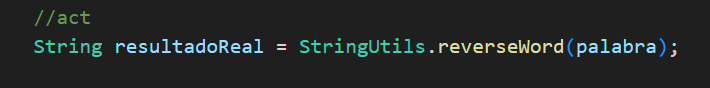 //act
String resultadoReal = StringUtils.reverseWord(palabra);